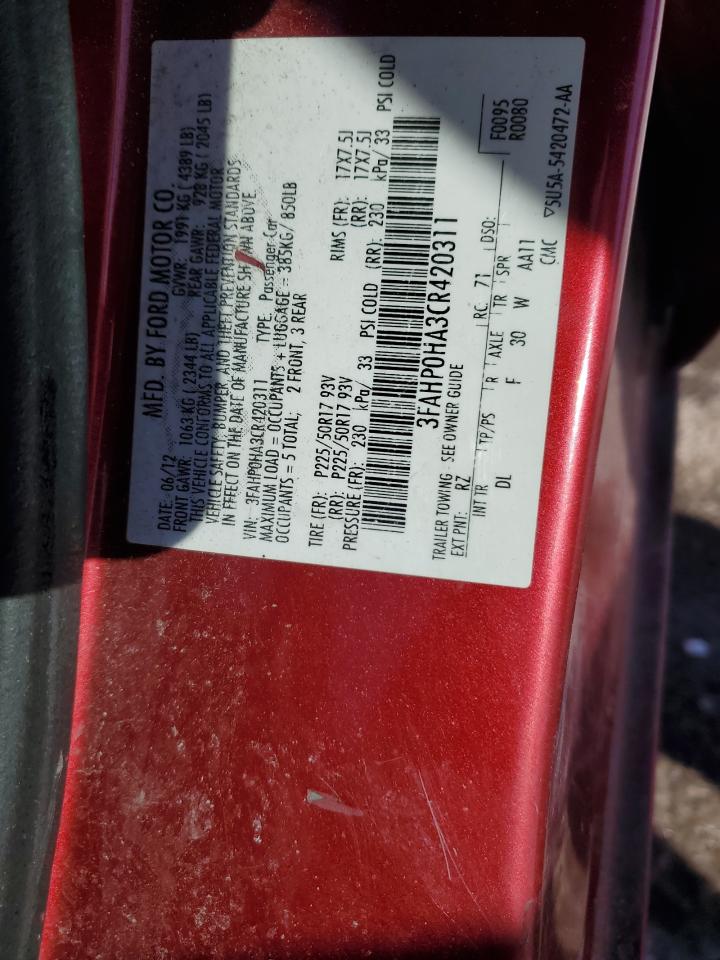 MFD. BY FORD MOTOR CO.
DATE: 06/12 GVWR: 1991 KG ( 4389 LB)
FRONT GAWR: 1063 KG ( 2344 LB) REAR GAWR: 928 KG ( 2045 LB)
THIS VEHICLE CONFORMS TO ALL APPLICABLE FEDERAL MOTOR
VEHICLE SAFETY, BUMPER, AND THEFT PREVENTION STANDARDS
IN EFFECT ON THE DATE OF MANUFACTURE SHOWN ABOVE.
VIN: 3FAHP0HA3CR420311 TYPE: Passenger Car
MAXIMUM LOAD = OCCUPANTS + LUGGAGE = 385KG/ 850LB
OCCUPANTS = 5 TOTAL; 2 FRONT, 3 REAR
TIRE (FR): P225/50R17 93V RIMS (FR): 17X7.5J
(RR): P225/50R17 93V (RR): 17X7.5J
PRESSURE (FR): 230 kPa/ 33 PSI COLD (RR): 230 kPa/ 33 PSI COLD
3FAHP0HA3CR420311
TRAILER TOWING - SEE OWNER GUIDE
EXT PNT: RZ RC: 71 DSO: F0095
R0080
INT TR TP/PS R AXLE TR SPR
DL F 30 W AA11
CMC ▽5U5A-5420472-AA